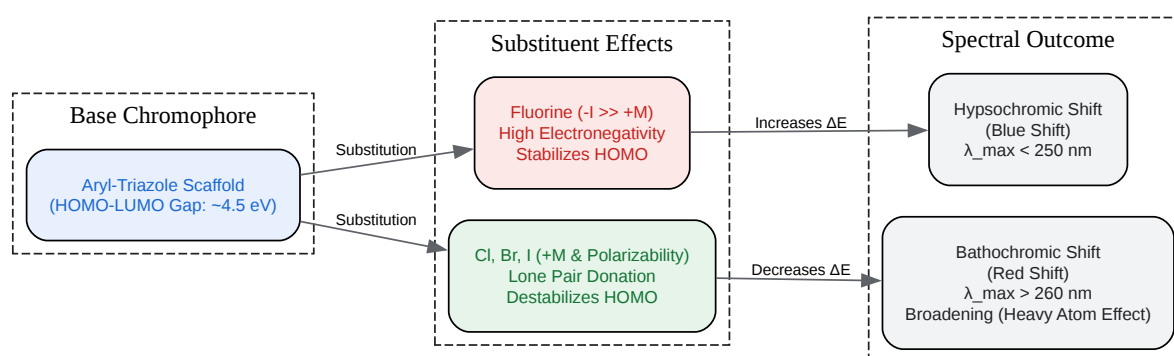 Base Chromophore
Aryl-Triazole Scaffold
(HOMO-LUMO Gap: ~4.5 eV)
Substitution
Substitution
Substituent Effects
Fluorine (-I >> +M)
High Electronegativity
Stabilizes HOMO
Cl, Br, I (+M & Polarizability)
Lone Pair Donation
Destabilizes HOMO
Increases ΔE
Decreases ΔE
Spectral Outcome
Hypsochromic Shift
(Blue Shift)
λ_max < 250 nm
Bathochromic Shift
(Red Shift)
λ_max > 260 nm
Broadening (Heavy Atom Effect)